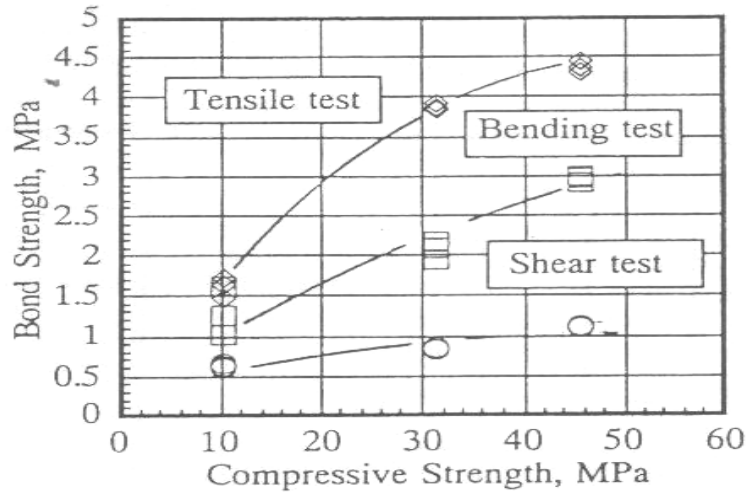 5
4.5
4
3.5
3
2.5
2
1.5
1
0.5
0
Bond Strength, MPa
Tensile test
Bending test
Shear test
0 10 20 30 40 50 60
Compressive Strength, MPa